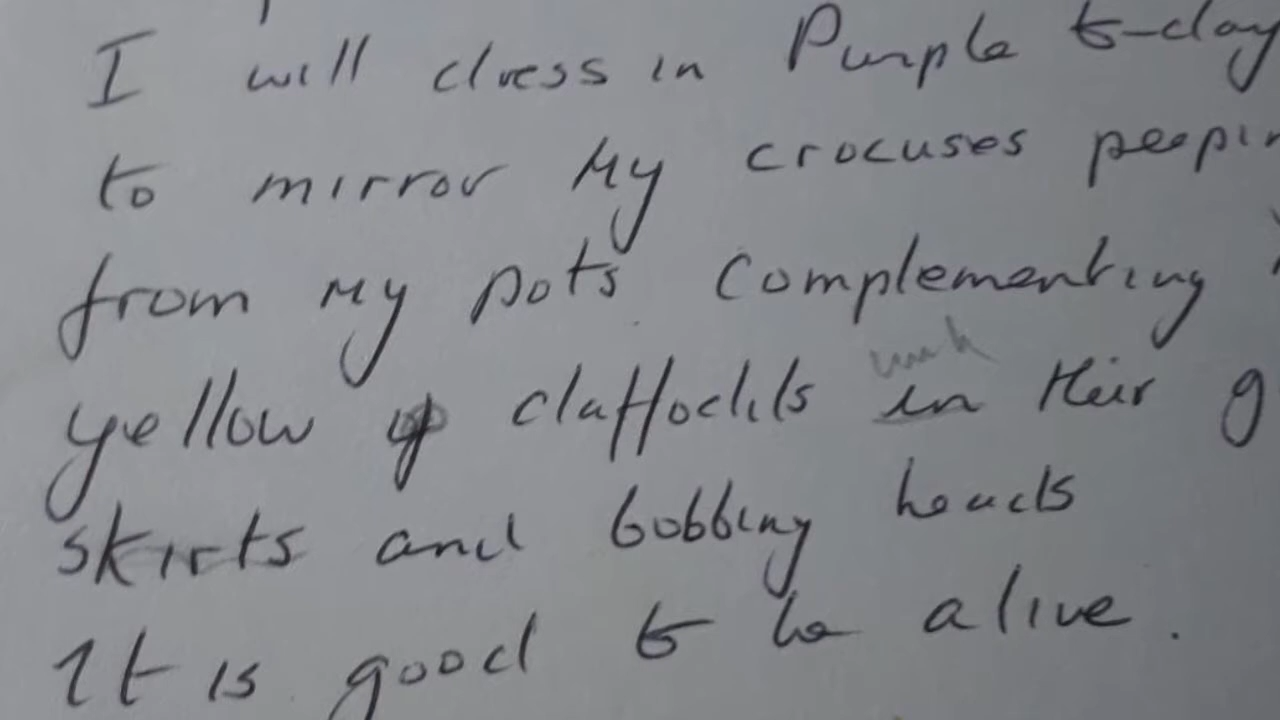 I will dress in Purple to-day
to mirror My crocuses peepin
from My pots complementing
yellow daffodils in their g
skirts and bobbing heads
It is good to be alive.